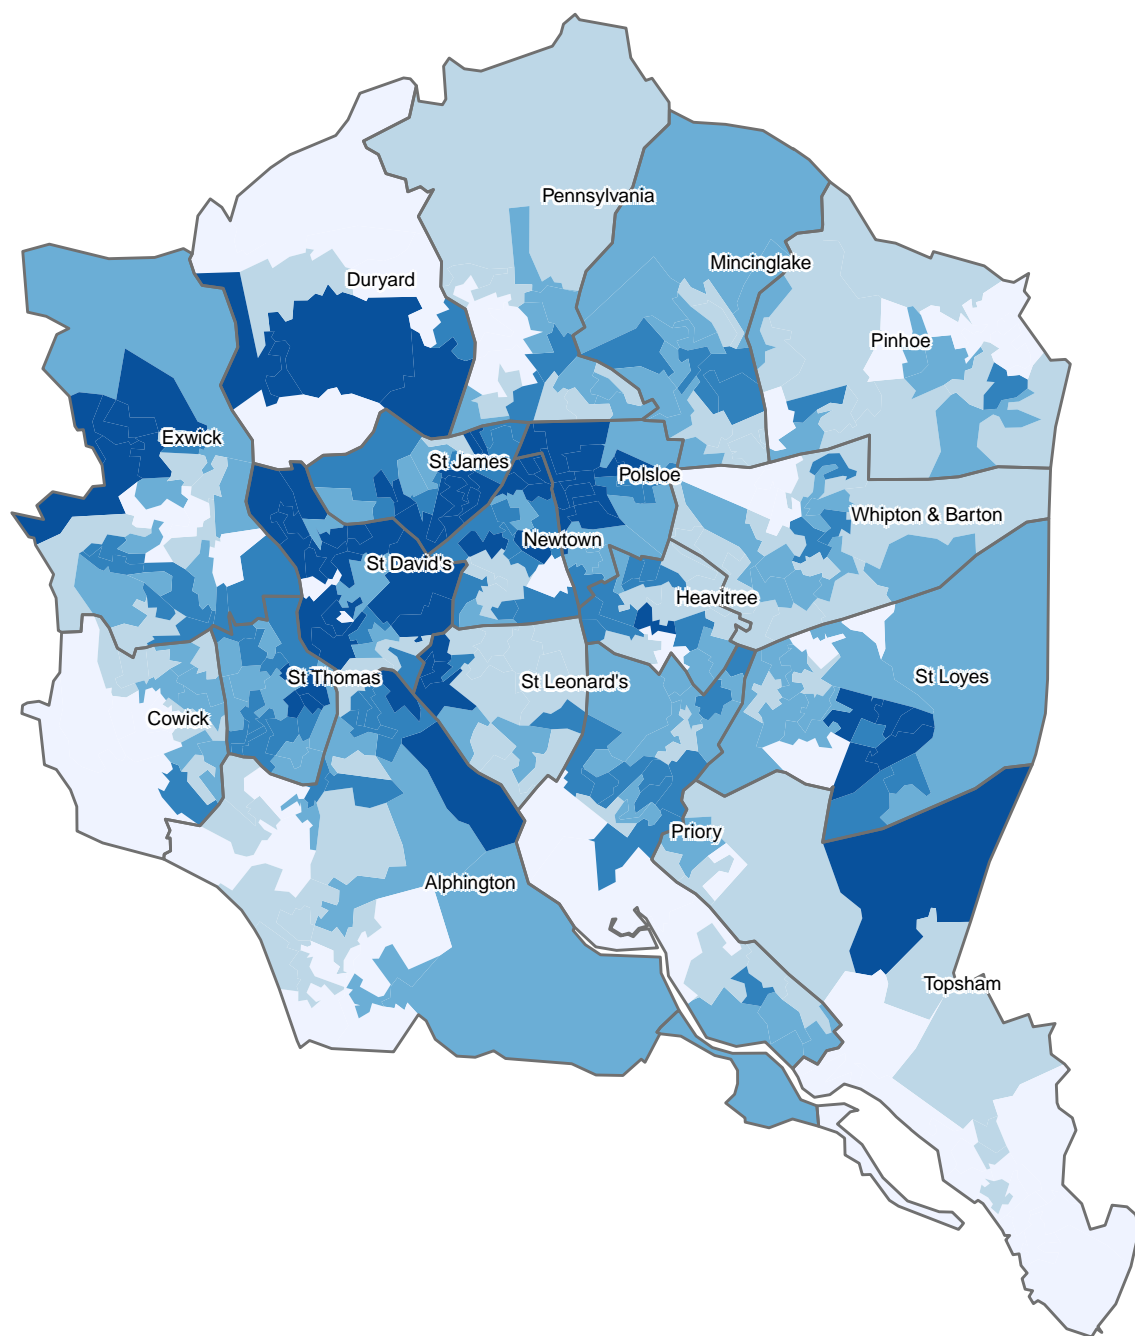 Pennsylvania
Mincinglake
Duryard
Pinhoe
Exwick
St James
Polsloe
Whipton & Barton
Newtown
St David's
Heavitree
St Thomas
St Leonard's
St Loyes
Cowick
Priory
Alphington
Topsham